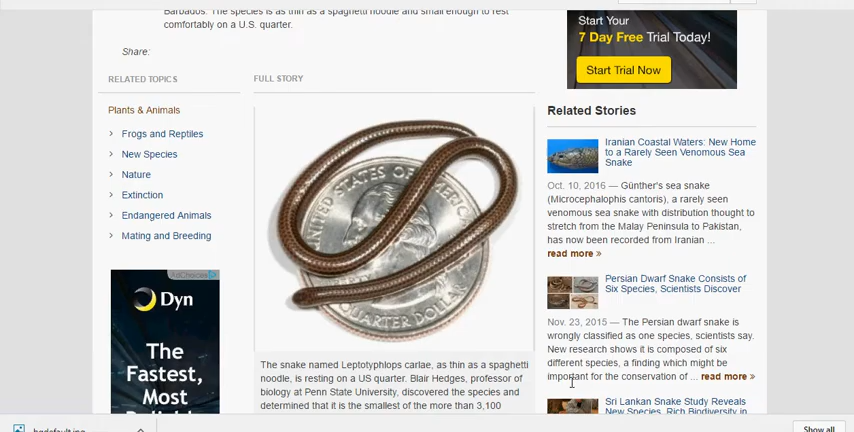 Barbados. The species is as thin as a spaghetti noodle and small enough to rest
comfortably on a U.S. quarter.
Share:
RELATED TOPICS
Plants & Animals
Frogs and Reptiles
New Species
Nature
Extinction
Endangered Animals
Mating and Breeding
AdChoices
Dyn
The
Fastest,
Most
FULL STORY
UNITED STATES OF AMERICA
QUARTER DOLLAR
The snake named Leptotyphlops carlae, as thin as a spaghetti
noodle, is resting on a US quarter. Blair Hedges, professor of
biology at Penn State University, discovered the species and
determined that it is the smallest of the more than 3,100
Start Your
7 Day Free Trial Today!
Start Trial Now
Related Stories
Iranian Coastal Waters: New Home
to a Rarely Seen Venomous Sea
Snake
Oct. 10, 2016 — Günther's sea snake
(Microcephalophis cantoris), a rarely seen
venomous sea snake with distribution thought to
stretch from the Malay Peninsula to Pakistan,
has now been recorded from Iranian ...
read more »
Persian Dwarf Snake Consists of
Six Species, Scientists Discover
Nov. 23, 2015 — The Persian dwarf snake is
wrongly classified as one species, scientists say.
New research shows it is composed of six
different species, a finding which might be
important for the conservation of ... read more »
Sri Lankan Snake Study Reveals
New Species, Rich Biodiversity in
hqdefault.jpg
Show all